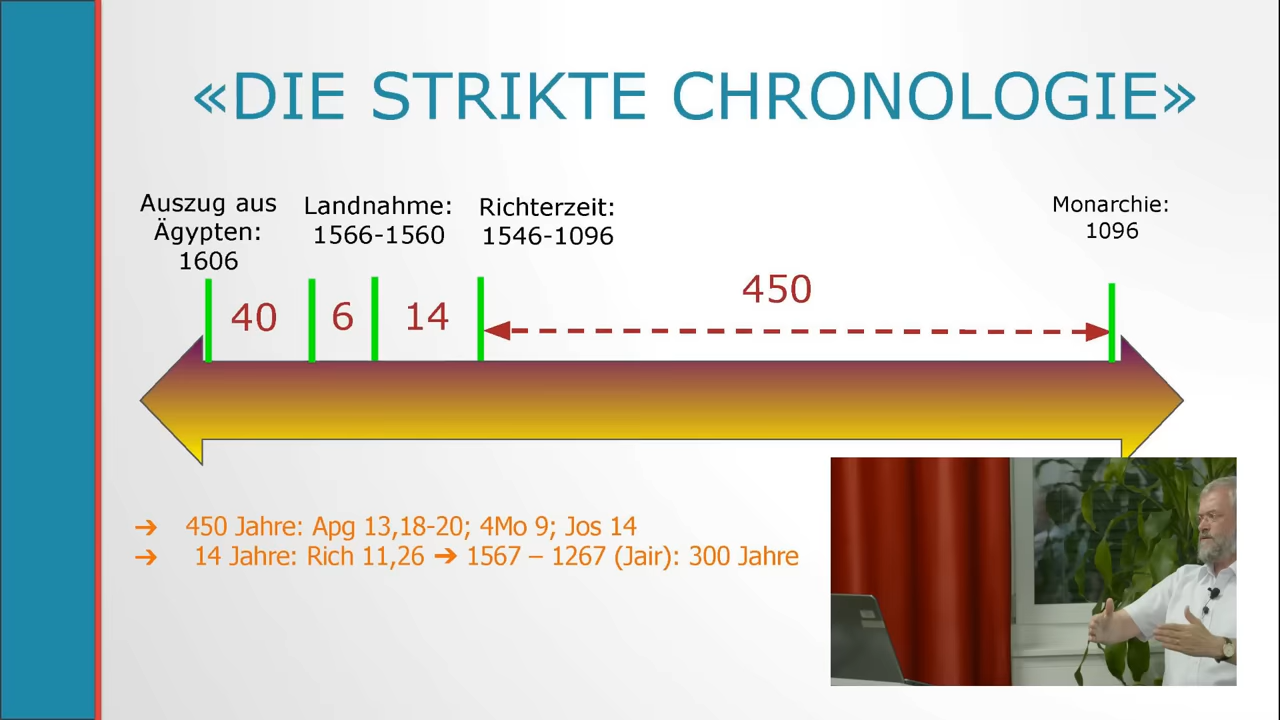 «DIE STRIKTE CHRONOLOGIE»
Auszug aus
Ägypten:
1606
Landnahme:
1566-1560
Richterzeit:
1546-1096
Monarchie:
1096
40
6
14
450
➔ 450 Jahre: Apg 13,18-20; 4Mo 9; Jos 14
➔ 14 Jahre: Rich 11,26 ➔ 1567 – 1267 (Jair): 300 Jahre